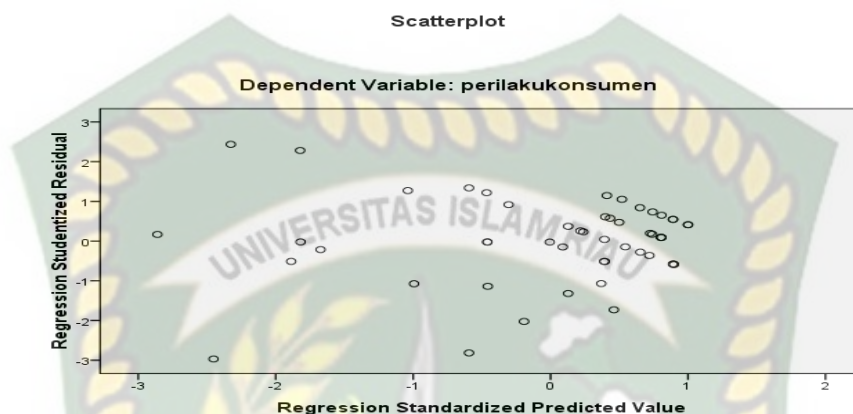 Scatterplot
Dependent Variable: perilakukonsumen
Regression Studentized Residual
3
2
1
0
-1
-2
-3
UNIVERSITAS ISLAM RIAU
-3
-2
-1
0
1
2
Regression Standardized Predicted Value